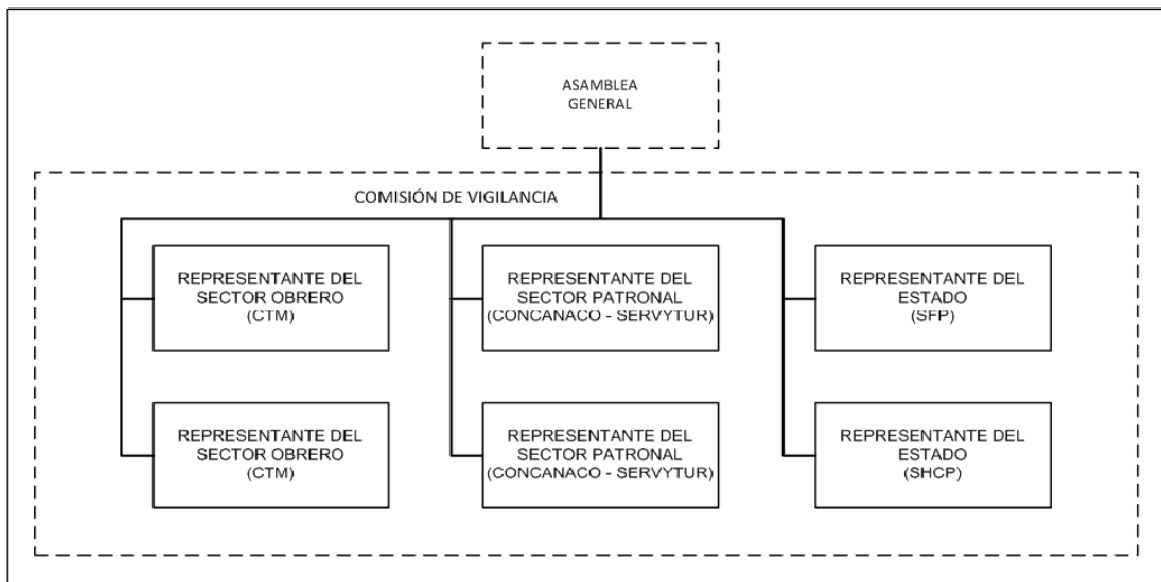 ASAMBLEA
GENERAL
COMISIÓN DE VIGILANCIA
REPRESENTANTE DEL
SECTOR OBRERO
(CTM)
REPRESENTANTE DEL
SECTOR PATRONAL
(CONCANACO - SERVYTUR)
REPRESENTANTE DEL
ESTADO
(SFP)
REPRESENTANTE DEL
SECTOR OBRERO
(CTM)
REPRESENTANTE DEL
SECTOR PATRONAL
(CONCANACO - SERVYTUR)
REPRESENTANTE DEL
ESTADO
(SHCP)